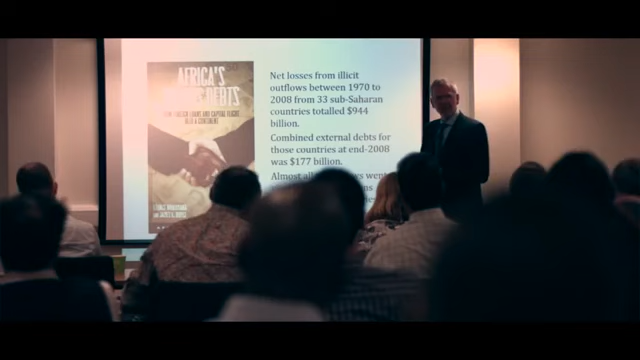 AFRICA'S
DEBTS
Net losses from illicit
outflows between 1970 to
2008 from 33 sub-Saharan
countries totalled $944
billion.
Combined external debts for
those countries at end-2008
was $177 billion.
Almost